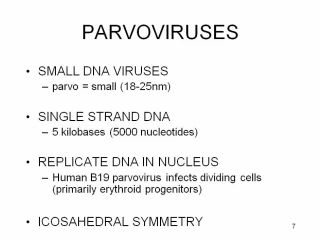 PARVOVIRUSES
• SMALL DNA VIRUSES
– parvo = small (18-25nm)
• SINGLE STRAND DNA
– 5 kilobases (5000 nucleotides)
• REPLICATE DNA IN NUCLEUS
– Human B19 parvovirus infects dividing cells
(primarily erythroid progenitors)
• ICOSAHEDRAL SYMMETRY
7